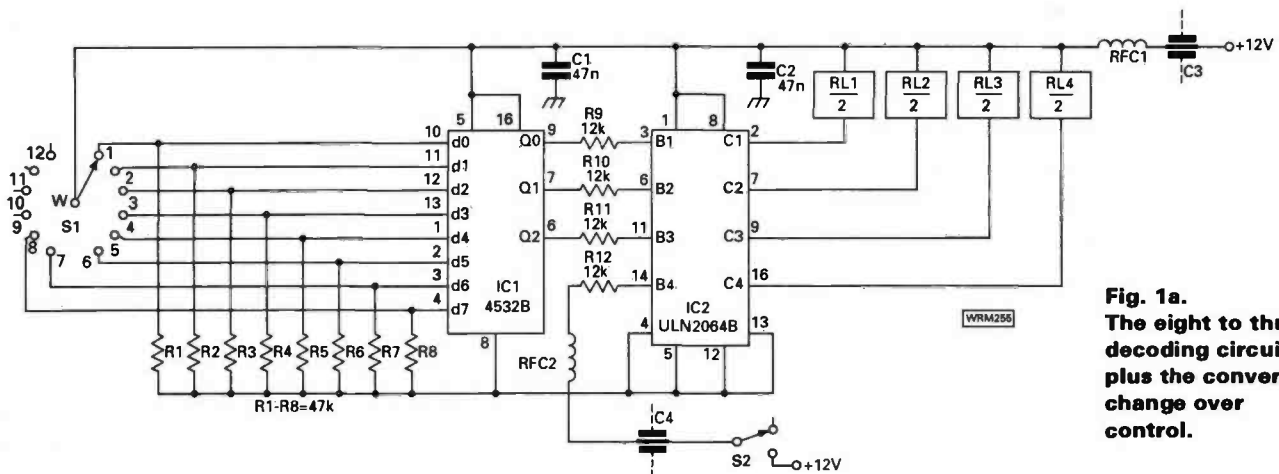 C1
47n
C2
47n
RL1
2
RL2
2
RL3
2
RL4
2
RFC1
C3
+12V
5 16
1 8
10 d0
11 d1
12 d2
13 d3
1 d4
2 d5
3 d6
4 d7
Q0 9
Q1 7
Q2 6
IC1
4532B
8
R9
12k
R10
12k
R11
12k
R12
12k
3 B1
6 B2
11 B3
14 B4
C1 2
C2 7
C3 9
C4 16
IC2
ULN2064B
4
13
5 12
12
1
11
2
10
W
3
S1
9
4
8
5
7
6
R1 R2 R3 R4 R5 R6 R7 R8
R1-R8=47k
RFC2
C4
S2
+12V
WRM255
Fig. 1a.
The eight to
decoding
plus the
change over
control.